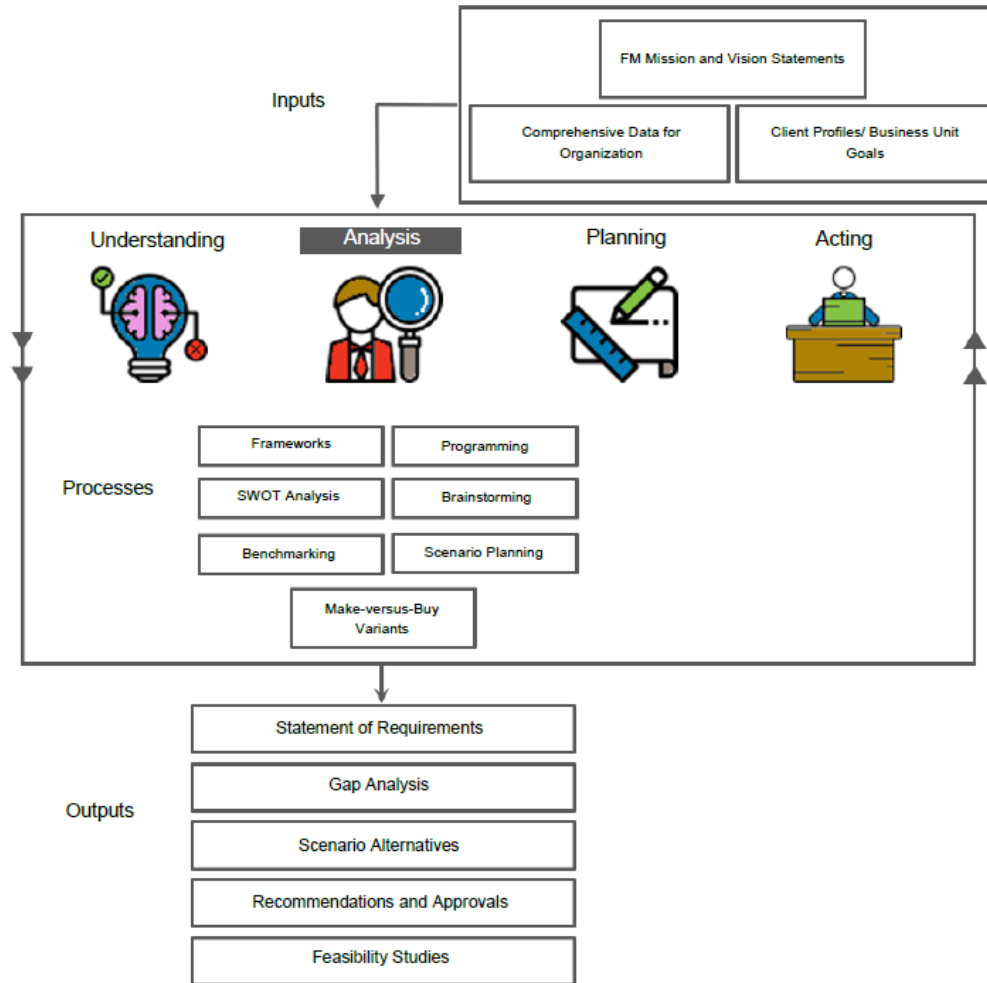 FM Mission and Vision Statements
Inputs
Comprehensive Data for
Organization
Client Profiles/ Business Unit
Goals
Understanding
Analysis
Planning
Acting
Processes
Frameworks
Programming
SWOT Analysis
Brainstorming
Benchmarking
Scenario Planning
Make-versus-Buy
Variants
Outputs
Statement of Requirements
Gap Analysis
Scenario Alternatives
Recommendations and Approvals
Feasibility Studies